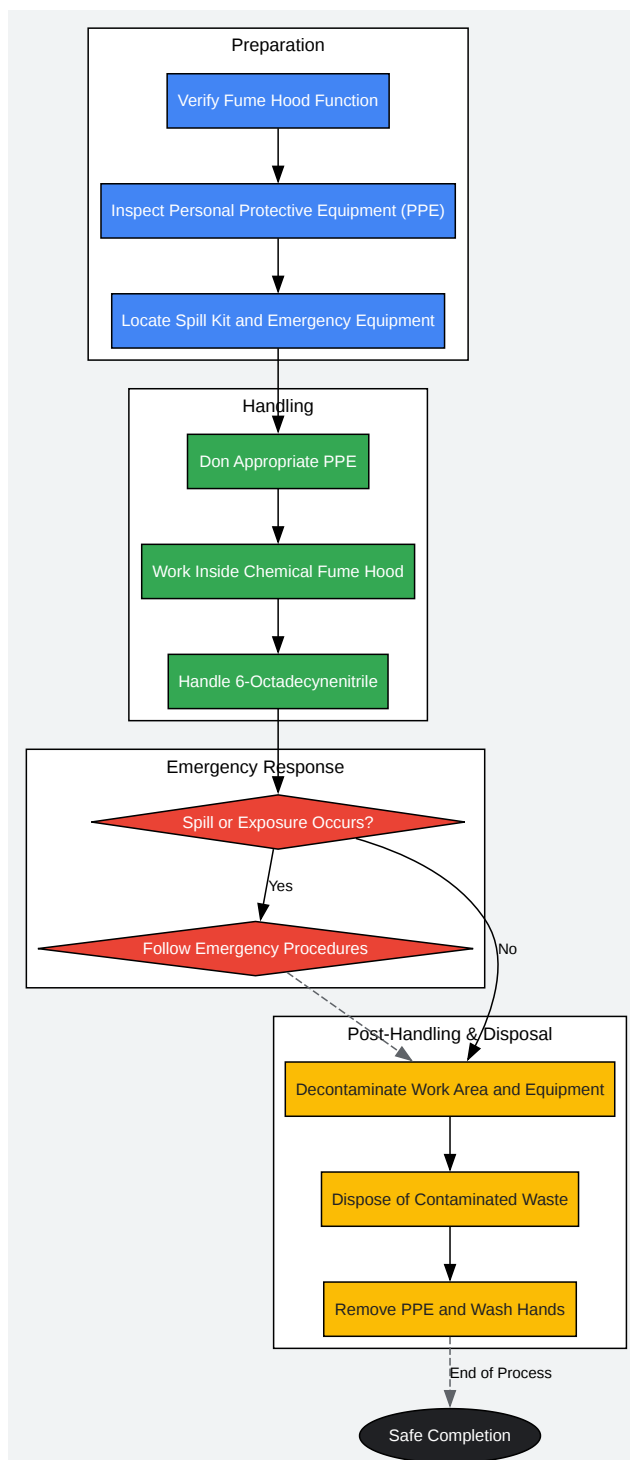 Preparation
Verify Fume Hood Function
Inspect Personal Protective Equipment (PPE)
Locate Spill Kit and Emergency Equipment
Handling
Don Appropriate PPE
Work Inside Chemical Fume Hood
Handle 6-Octadecynenitrile
Emergency Response
Spill or Exposure Occurs?
Yes
Follow Emergency Procedures
No
Post-Handling & Disposal
Decontaminate Work Area and Equipment
Dispose of Contaminated Waste
Remove PPE and Wash Hands
End of Process
Safe Completion